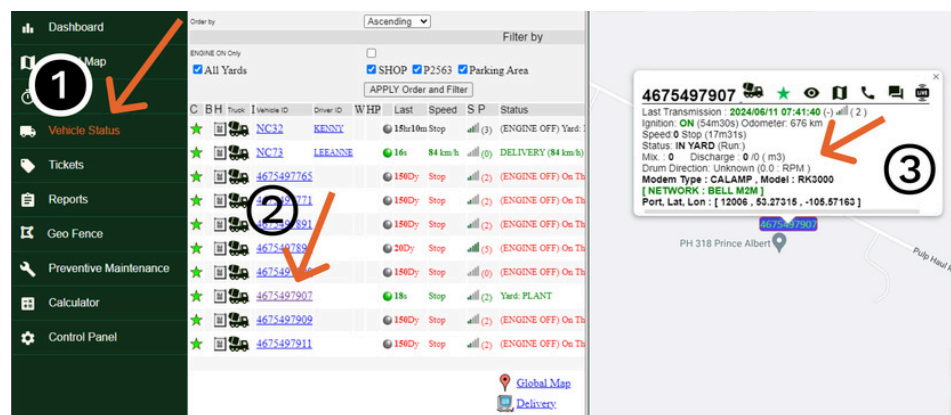 Dashboard
Map
1
Vehicle Status
Tickets
Reports
Geo Fence
Preventive Maintenance
Calculator
Control Panel
Order by Ascending
Filter by
ENGINE ON Only
All Yards SHOP P2563 Parking Area
APPLY Order and Filter
C B H Truck I Vehicle ID Driver ID W HP Last Speed S P Status
NC32 KENNY 15hr10m Stop (3) (ENGINE OFF) Yard:
NC73 LEEANNE 16s 84 km/h (0) DELIVERY (84 km/h)
4675497765 150Dy Stop (2) (ENGINE OFF) On Th
771 150Dy Stop (2) (ENGINE OFF) On Th
2
891 150Dy Stop (2) (ENGINE OFF) On Th
46754978 20Dy Stop (5) (ENGINE OFF) On Th
46754 150Dy Stop (0) (ENGINE OFF) On Th
4675497907 18s Stop (2) Yard: PLANT
4675497909 150Dy Stop (2) (ENGINE OFF) On Th
4675497911 150Dy Stop (2) (ENGINE OFF) On Th
Global Map
Delivery
×
4675497907 LIVE
Last Transmission : 2024/06/11 07:41:40 (-) ( 2 )
Ignition: ON (54m30s) Odometer: 676 km
Speed:0 Stop (17m31s)
Status: IN YARD (Run:)
Mix. : 0 Discharge : 0 /0 ( m3)
Drum Direction: Unknown (0.0 : RPM )
Modem Type : CALAMP , Model : RK3000
[ NETWORK : BELL M2M ]
Port, Lat, Lon : [ 12006 , 53.27315 , -105.57163 ]
3
4675497907
PH 318 Prince Albert
Pulp Haul